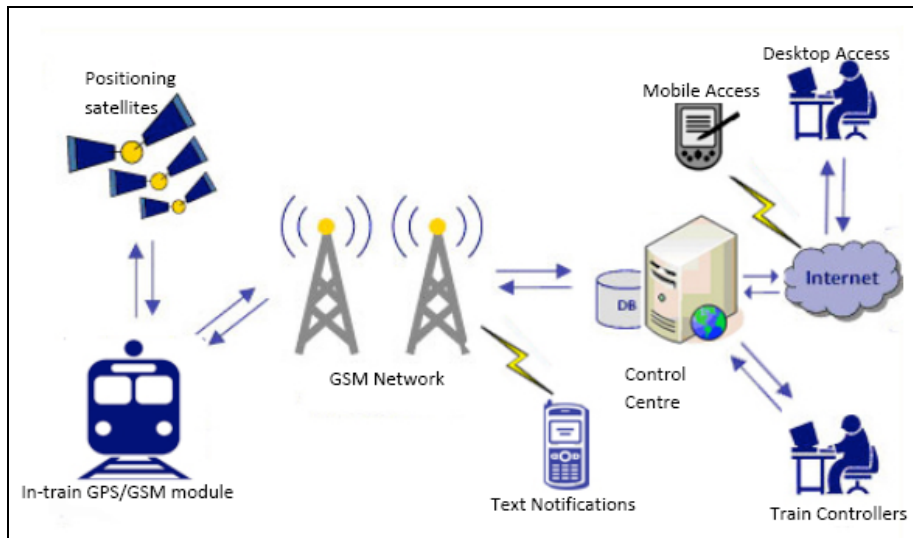 Positioning
satellites
Desktop Access
Mobile Access
Internet
DB
GSM Network
Control
Centre
In-train GPS/GSM module
Text Notifications
Train Controllers